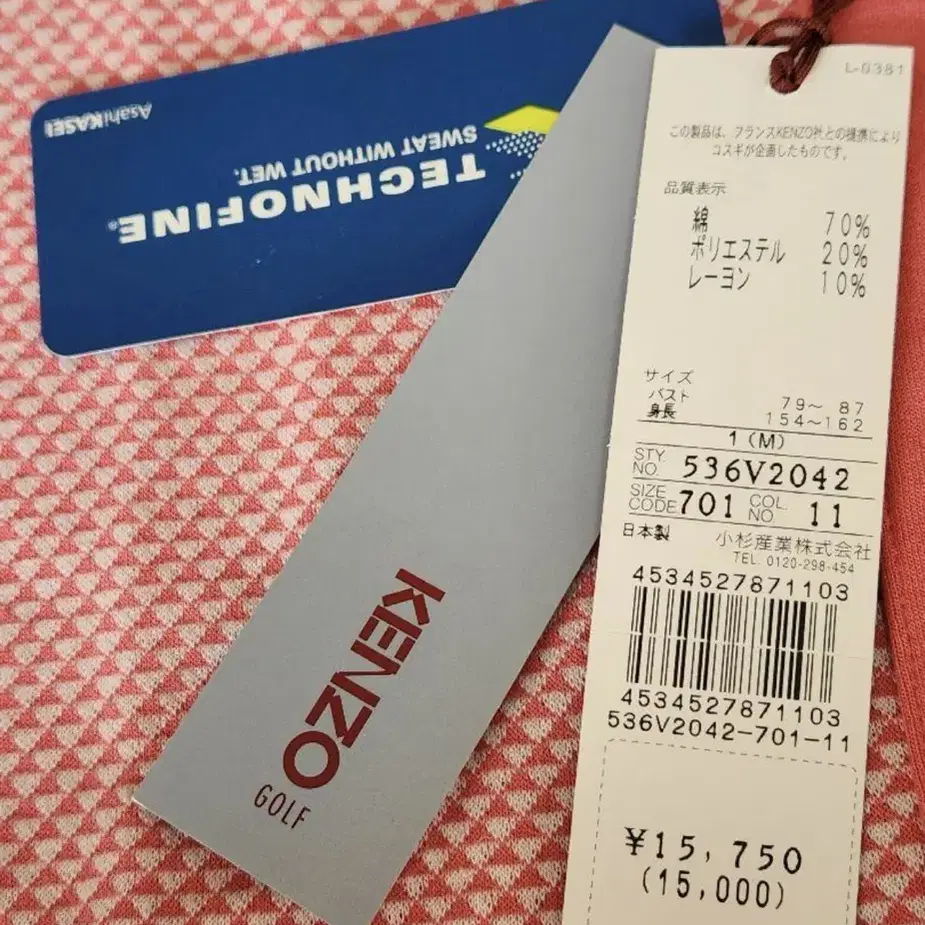 AsahiKASEI
TECHNOFINE®
SWEAT WITHOUT WET.
KENZO
GOLF
L-0381
この製品は、フランスKENZO社との提携により
コスギが企画したものです。
品質表示
綿 70%
ポリエステル 20%
レーヨン 10%
サイズ
バスト 79〜 87
身長 154〜162
1(M)
STY. NO. 536V2042
SIZE CODE 701 COL. NO 11
日本製 小杉産業株式会社
TEL. 0120-298-454
4534527871103
4534527871103
536V2042-701-11
¥15,750
(15,000)